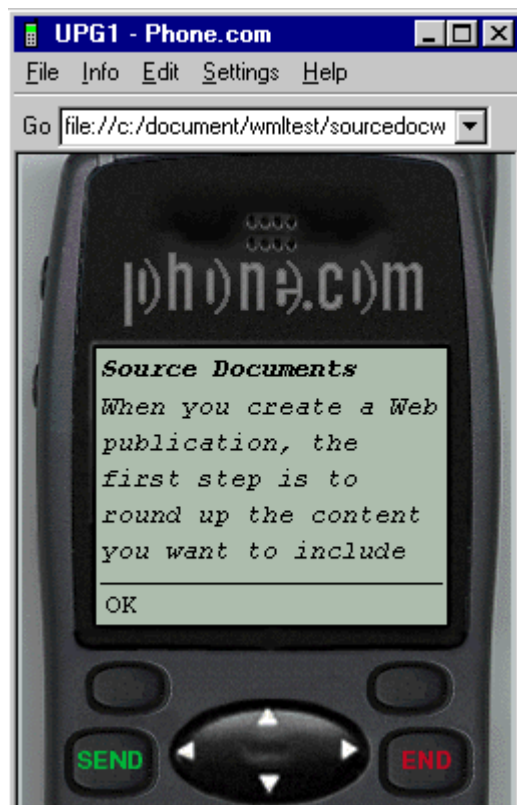 UPG1 - Phone.com
File Info Edit Settings Help
Go file://c:/document/wmltest/sourcedocw
phone.com
Source Documents
When you create a Web
publication, the
first step is to
round up the content
you want to include
OK
SEND END